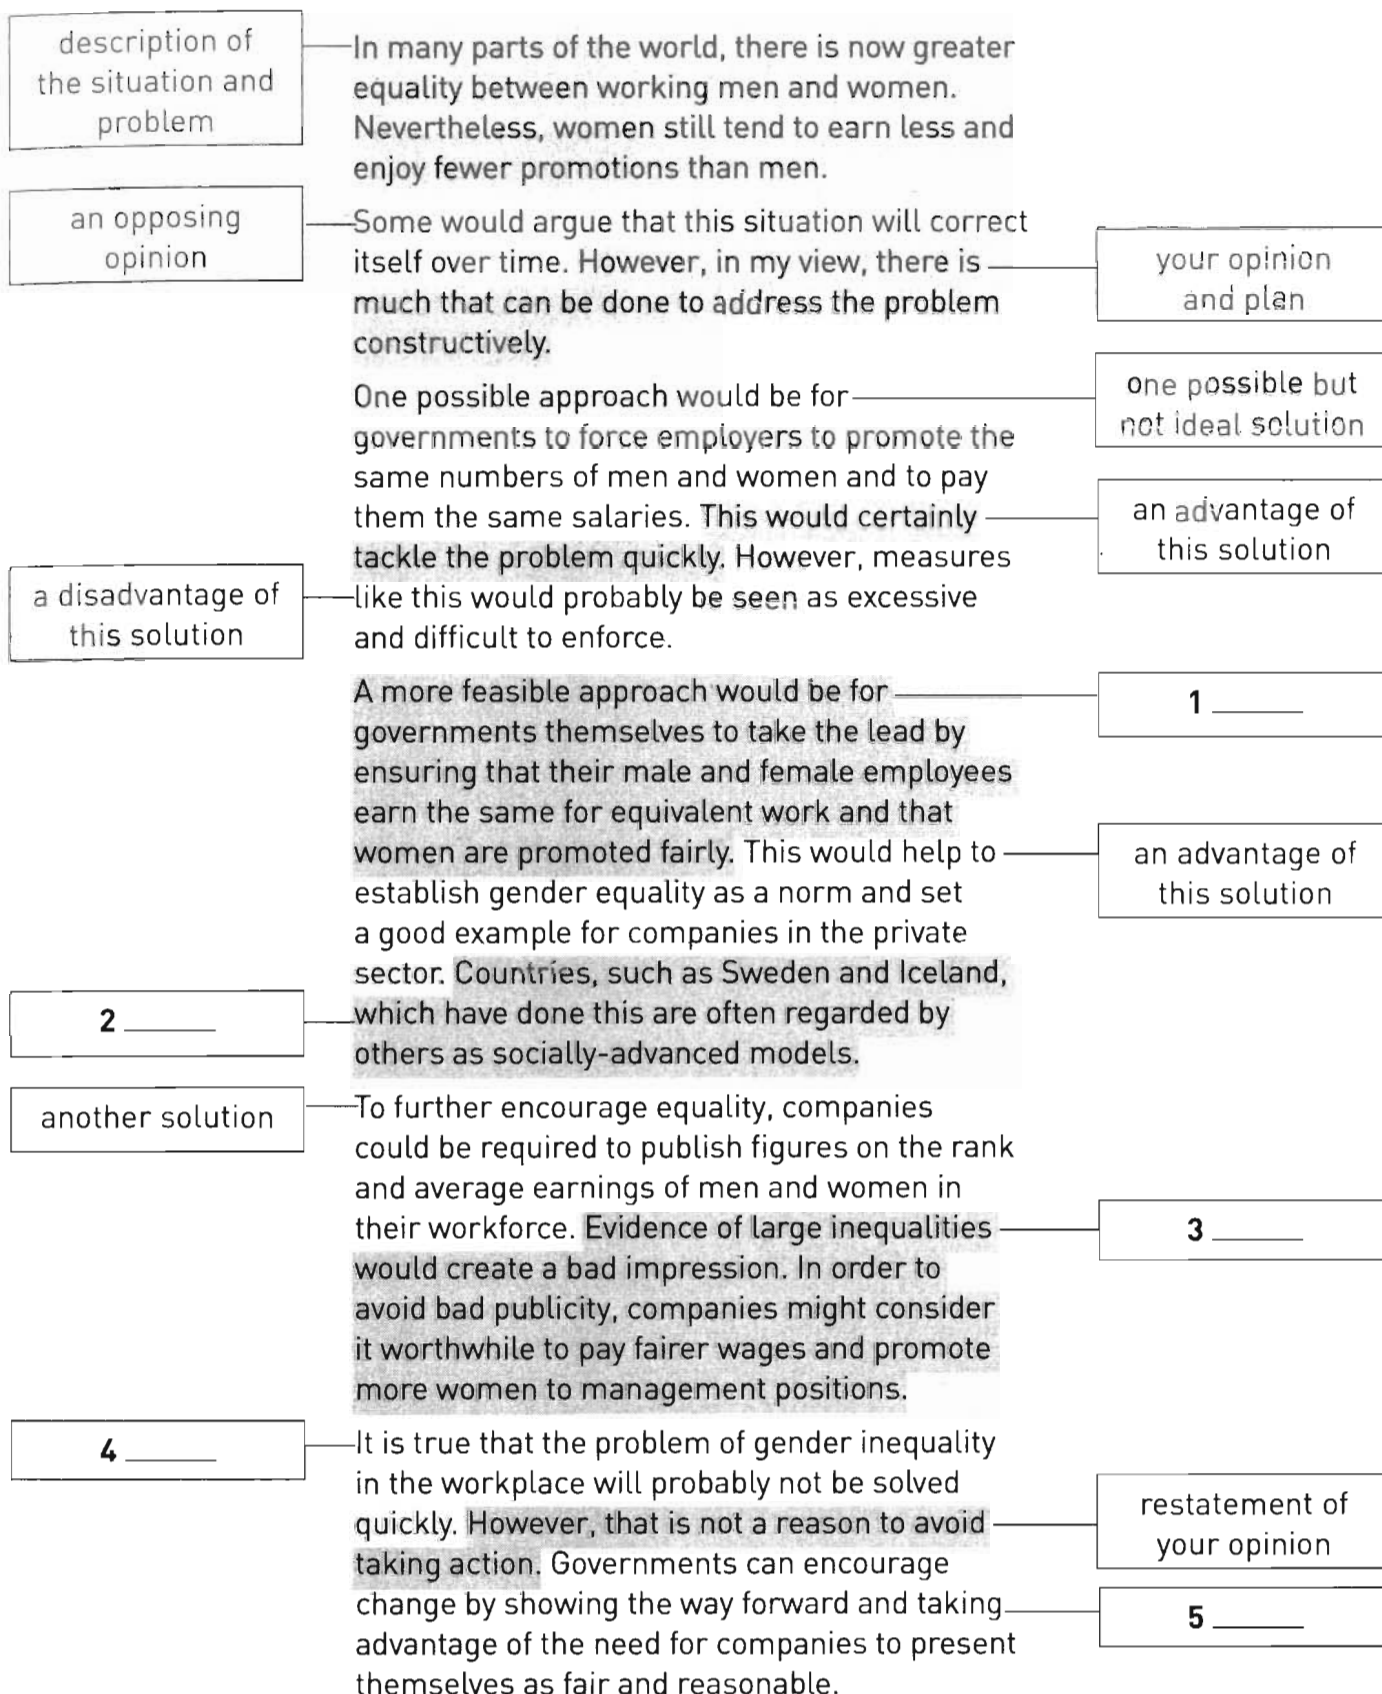 description of
the situation and
problem
In many parts of the world, there is now greater
equality between working men and women.
Nevertheless, women still tend to earn less and
enjoy fewer promotions than men.
an opposing
opinion
Some would argue that this situation will correct
itself over time. However, in my view, there is
much that can be done to address the problem
constructively.
your opinion
and plan
One possible approach would be for
governments to force employers to promote the
same numbers of men and women and to pay
them the same salaries. This would certainly
tackle the problem quickly. However, measures
like this would probably be seen as excessive
and difficult to enforce.
one possible but
not ideal solution
an advantage of
this solution
a disadvantage of
this solution
A more feasible approach would be for
governments themselves to take the lead by
ensuring that their male and female employees
earn the same for equivalent work and that
women are promoted fairly. This would help to
establish gender equality as a norm and set
a good example for companies in the private
sector. Countries, such as Sweden and Iceland,
which have done this are often regarded by
others as socially-advanced models.
1 ______
an advantage of
this solution
2 ______
another solution
To further encourage equality, companies
could be required to publish figures on the rank
and average earnings of men and women in
their workforce. Evidence of large inequalities
would create a bad impression. In order to
avoid bad publicity, companies might consider
it worthwhile to pay fairer wages and promote
more women to management positions.
3 ______
4 ______
It is true that the problem of gender inequality
in the workplace will probably not be solved
quickly. However, that is not a reason to avoid
taking action. Governments can encourage
change by showing the way forward and taking
advantage of the need for companies to present
themselves as fair and reasonable.
restatement of
your opinion
5 ______